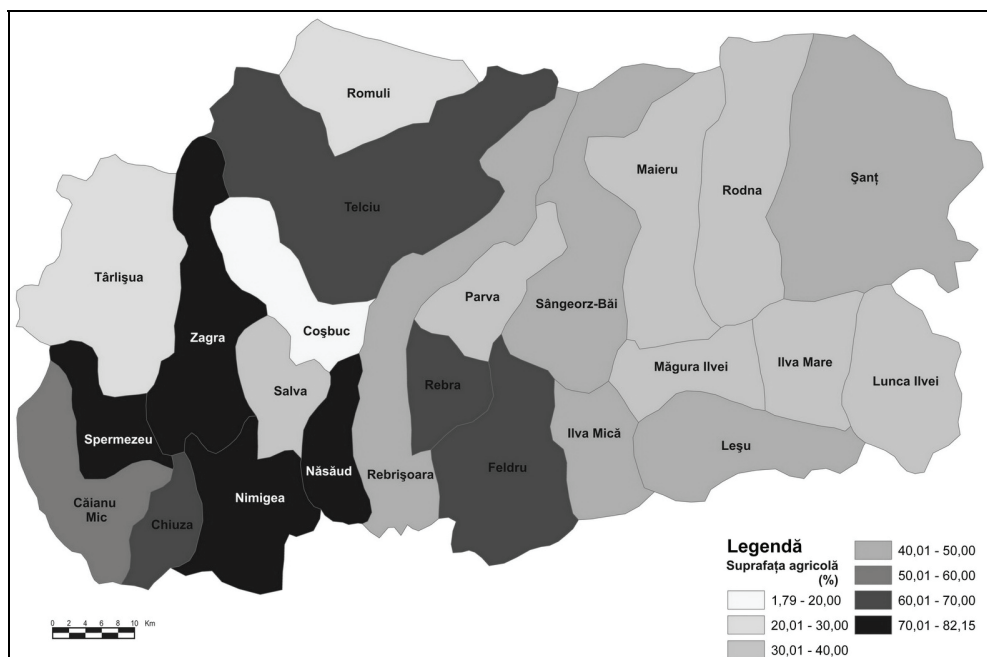 Romuli
Maieru
Rodna
Şanţ
Telciu
Târlişua
Parva
Sângeorz-Băi
Coşbuc
Zagra
Măgura Ilvei
Ilva Mare
Lunca Ilvei
Rebra
Salva
Ilva Mică
Leşu
Spermezeu
Năsăud
Rebrişoara
Feldru
Nimigea
Căianu
Mic
Chiuza
Legendă
Suprafaţa agricolă
(%)
1,79 - 20,00
20,01 - 30,00
30,01 - 40,00
40,01 - 50,00
50,01 - 60,00
60,01 - 70,00
70,01 - 82,15
0 2 4 6 8 10 Km